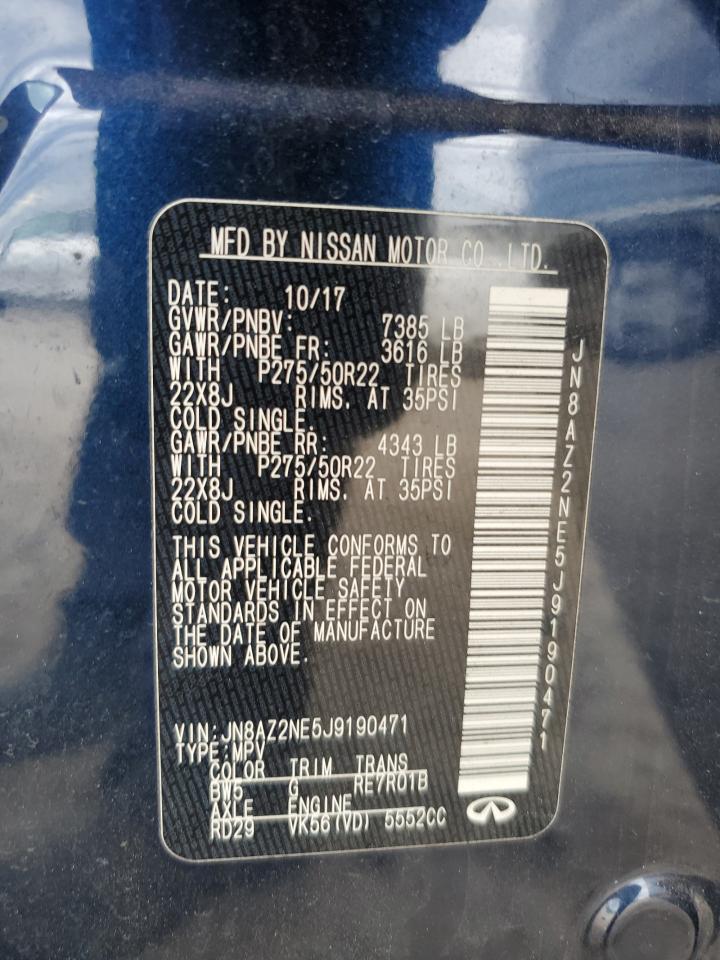 MFD BY NISSAN MOTOR CO.,LTD.
DATE: 10/17
GVWR/PNBV: 7385 LB
GAWR/PNBE FR: 3616 LB
WITH P275/50R22 TIRES
22X8J RIMS. AT 35PSI
COLD SINGLE.
GAWR/PNBE RR: 4343 LB
WITH P275/50R22 TIRES
22X8J RIMS. AT 35PSI
COLD SINGLE.
THIS VEHICLE CONFORMS TO
ALL APPLICABLE FEDERAL
MOTOR VEHICLE SAFETY
STANDARDS IN EFFECT ON
THE DATE OF MANUFACTURE
SHOWN ABOVE.
VIN:JN8AZ2NE5J9190471
TYPE:MPV
COLOR TRIM TRANS
BW5 G RE7R01B
AXLE ENGINE
RD29 VK56(VD) 5552CC
JN8AZ2NE5J9190471